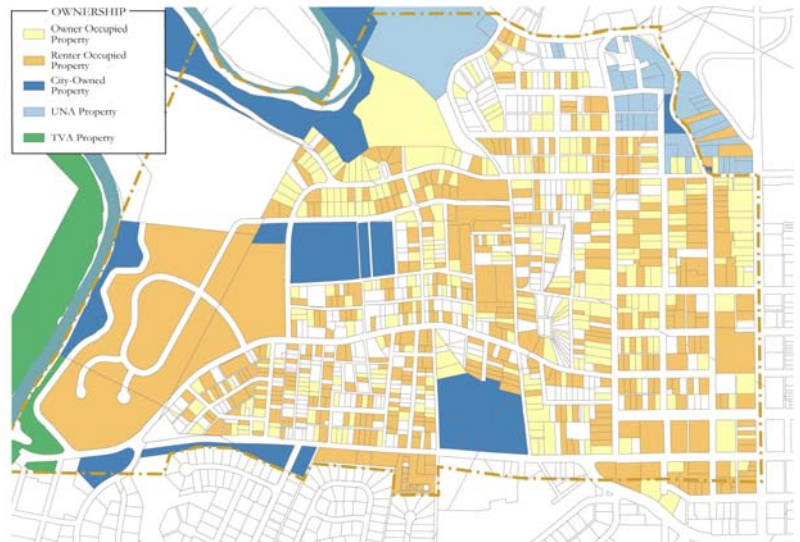 OWNERSHIP
Owner Occupied
Property
Renter Occupied
Property
City-Owned
Property
UNA Property
TVA Property